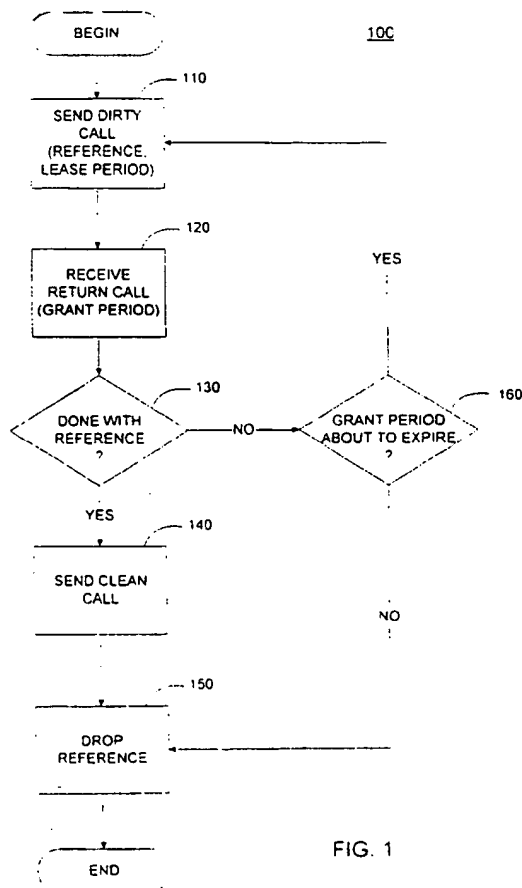 BEGIN
100
110
SEND DIRTY
CALL
(REFERENCE,
LEASE PERIOD)
120
RECEIVE
RETURN CALL
(GRANT PERIOD)
YES
130
DONE WITH
REFERENCE
?
NO
160
GRANT PERIOD
ABOUT TO EXPIRE
?
YES
140
SEND CLEAN
CALL
NO
150
DROP
REFERENCE
END
FIG. 1